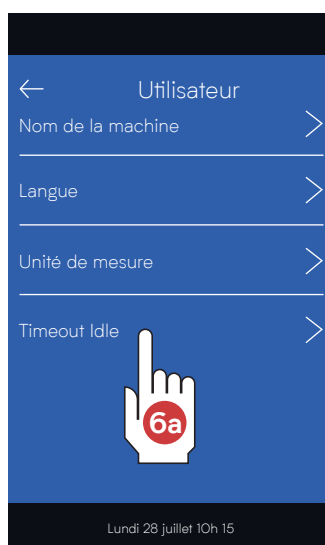 Utilisateur
Nom de la machine
Langue
Unité de mesure
Timeout Idle
6a
Lundi 28 juillet 10h 15